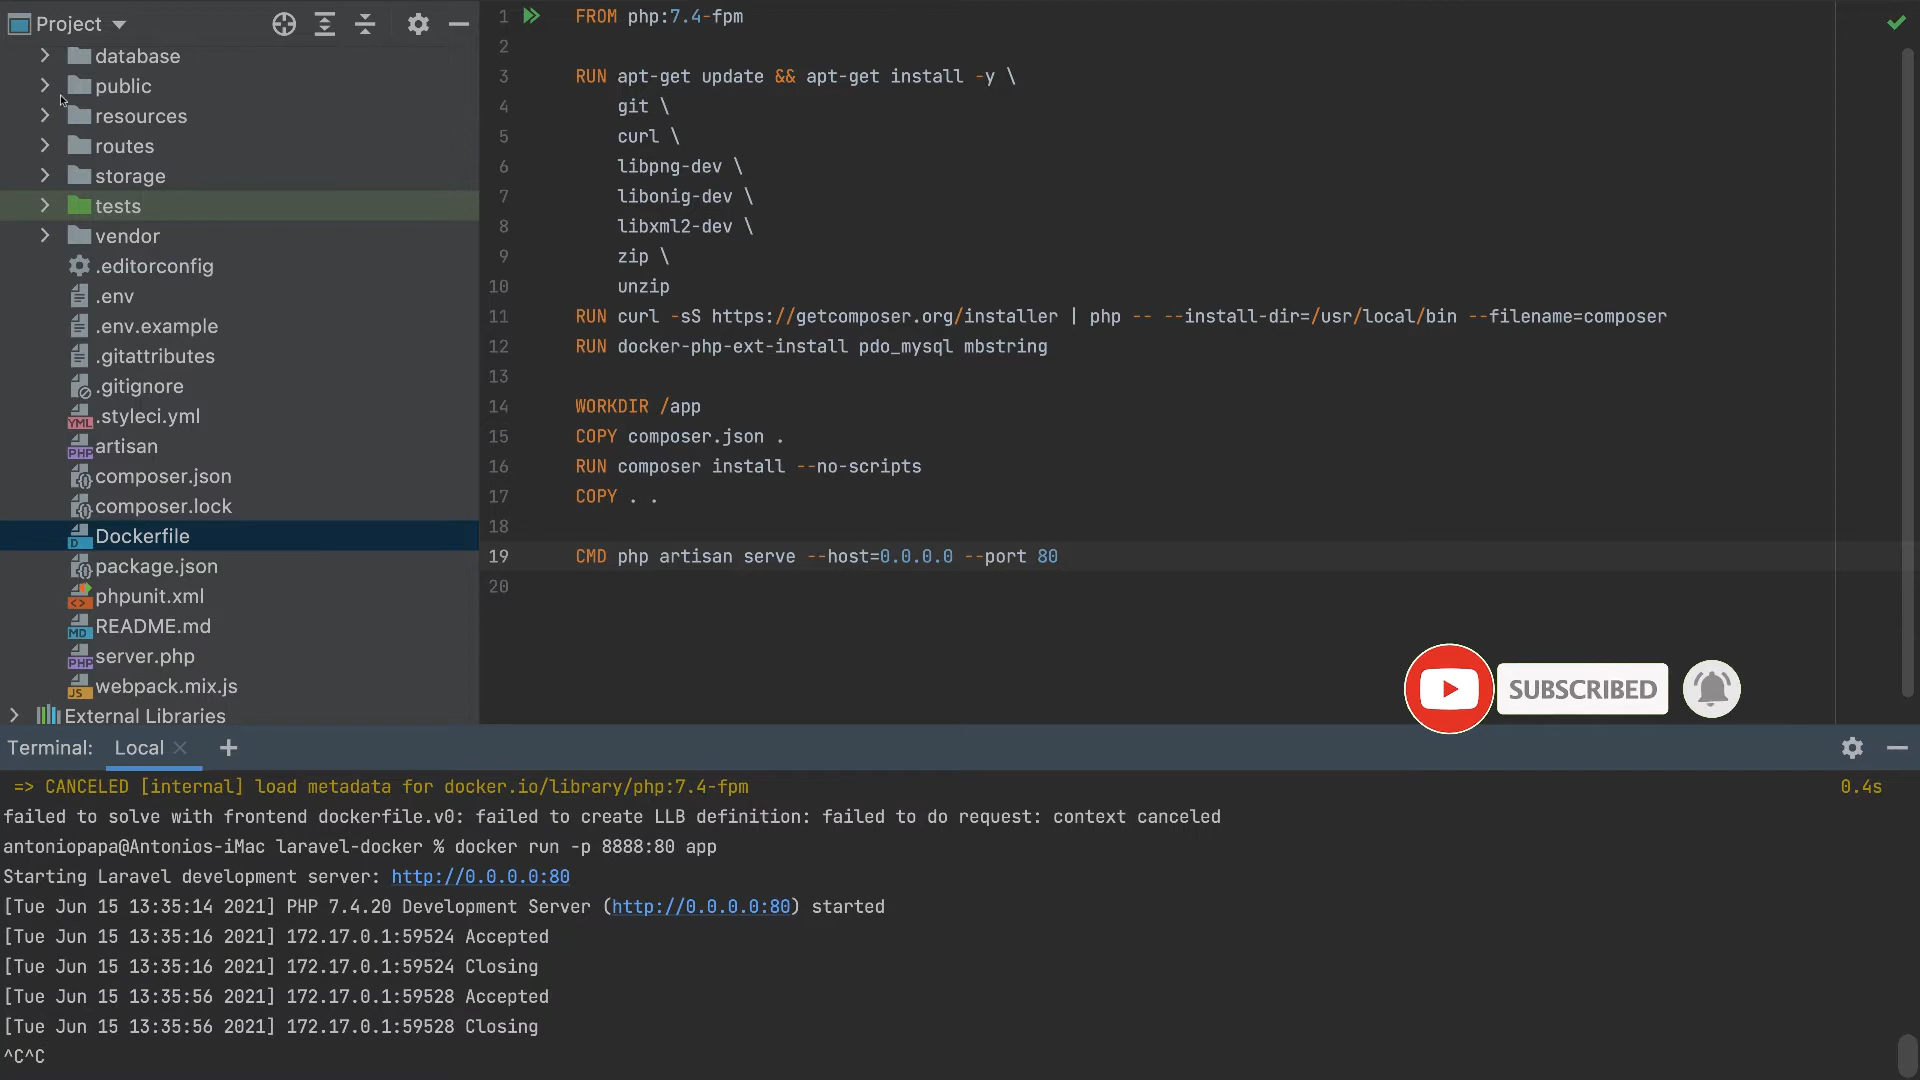 Project
database
public
resources
routes
storage
tests
vendor
.editorconfig
.env
.env.example
.gitattributes
.gitignore
YML .styleci.yml
PHP artisan
composer.json
composer.lock
D Dockerfile
package.json
phpunit.xml
MD README.md
PHP server.php
JS webpack.mix.js
External Libraries
1 FROM php:7.4-fpm
2
3 RUN apt-get update && apt-get install -y \
4 git \
5 curl \
6 libpng-dev \
7 libonig-dev \
8 libxml2-dev \
9 zip \
10 unzip
11 RUN curl -sS https://getcomposer.org/installer | php -- --install-dir=/usr/local/bin --filename=composer
12 RUN docker-php-ext-install pdo_mysql mbstring
13
14 WORKDIR /app
15 COPY composer.json .
16 RUN composer install --no-scripts
17 COPY . .
18
19 CMD php artisan serve --host=0.0.0.0 --port 80
20
SUBSCRIBED
Terminal: Local
=> CANCELED [internal] load metadata for docker.io/library/php:7.4-fpm 0.4s
failed to solve with frontend dockerfile.v0: failed to create LLB definition: failed to do request: context canceled
antoniopapa@Antonios-iMac laravel-docker % docker run -p 8888:80 app
Starting Laravel development server: http://0.0.0.0:80
[Tue Jun 15 13:35:14 2021] PHP 7.4.20 Development Server (http://0.0.0.0:80) started
[Tue Jun 15 13:35:16 2021] 172.17.0.1:59524 Accepted
[Tue Jun 15 13:35:16 2021] 172.17.0.1:59524 Closing
[Tue Jun 15 13:35:56 2021] 172.17.0.1:59528 Accepted
[Tue Jun 15 13:35:56 2021] 172.17.0.1:59528 Closing
^C^C